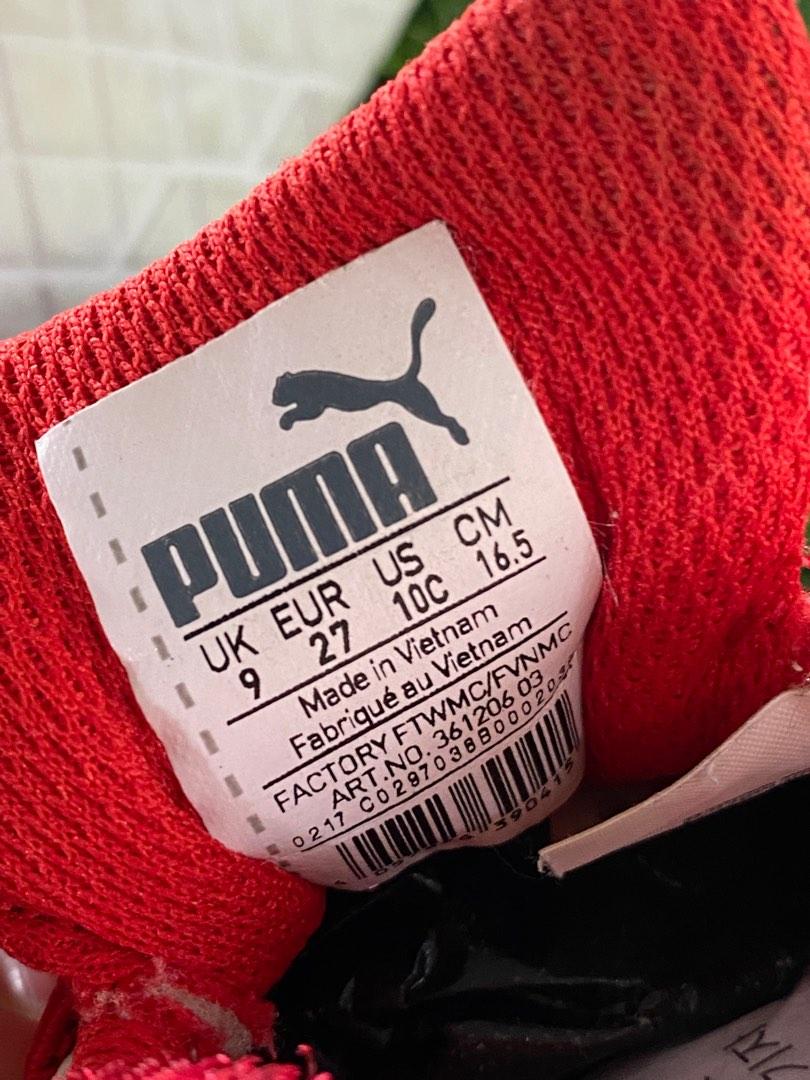 PUMA
UK EUR US CM
9 27 10C 16.5
Made in Vietnam
Fabriqué au Vietnam
FACTORY FTWMC/FVNMC
ART.NO. 361206 03
0217